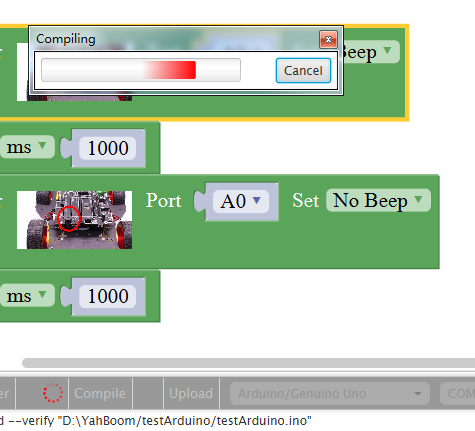 Compiling
Beep
Cancel
ms 1000
Port A0 Set No Beep
ms 1000
Compile Upload Arduino/Genuino Uno COM
--verify "D:\YahBoom/testArduino/testArduino.ino"